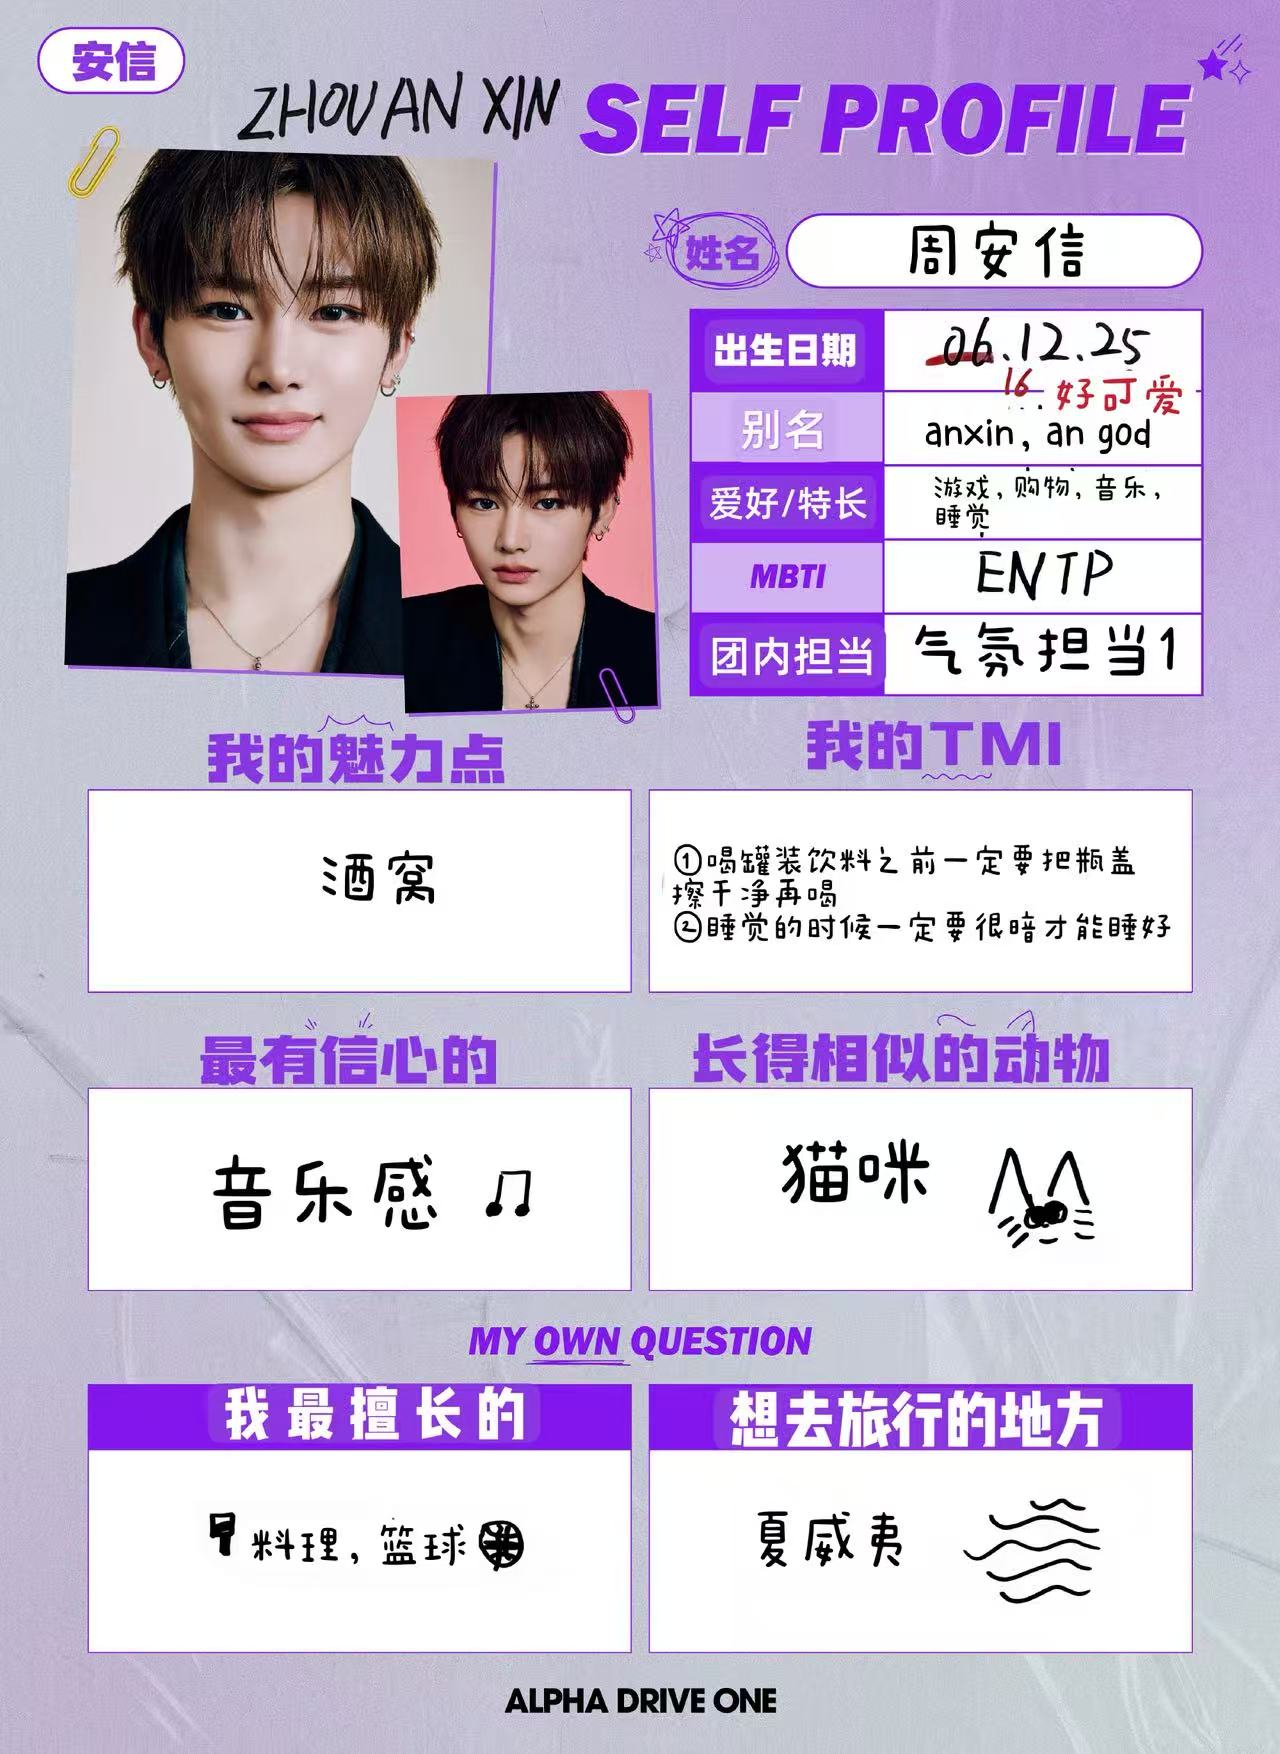 安信
ZHOU AN XIN SELF PROFILE
姓名
周安信
出生日期
06.12.25
16 好可爱
别名
anxin, an god
爱好/特长
游戏, 购物, 音乐,
睡觉
MBTI
ENTP
团内担当
气氛担当1
我的魅力点
酒窝
我的TMI
①喝罐装饮料之前一定要把瓶盖
擦干净再喝
②睡觉的时候一定要很暗才能睡好
最有信心的
音乐感
长得相似的动物
猫咪
MY OWN QUESTION
我最擅长的
料理, 篮球
想去旅行的地方
夏威夷
ALPHA DRIVE ONE